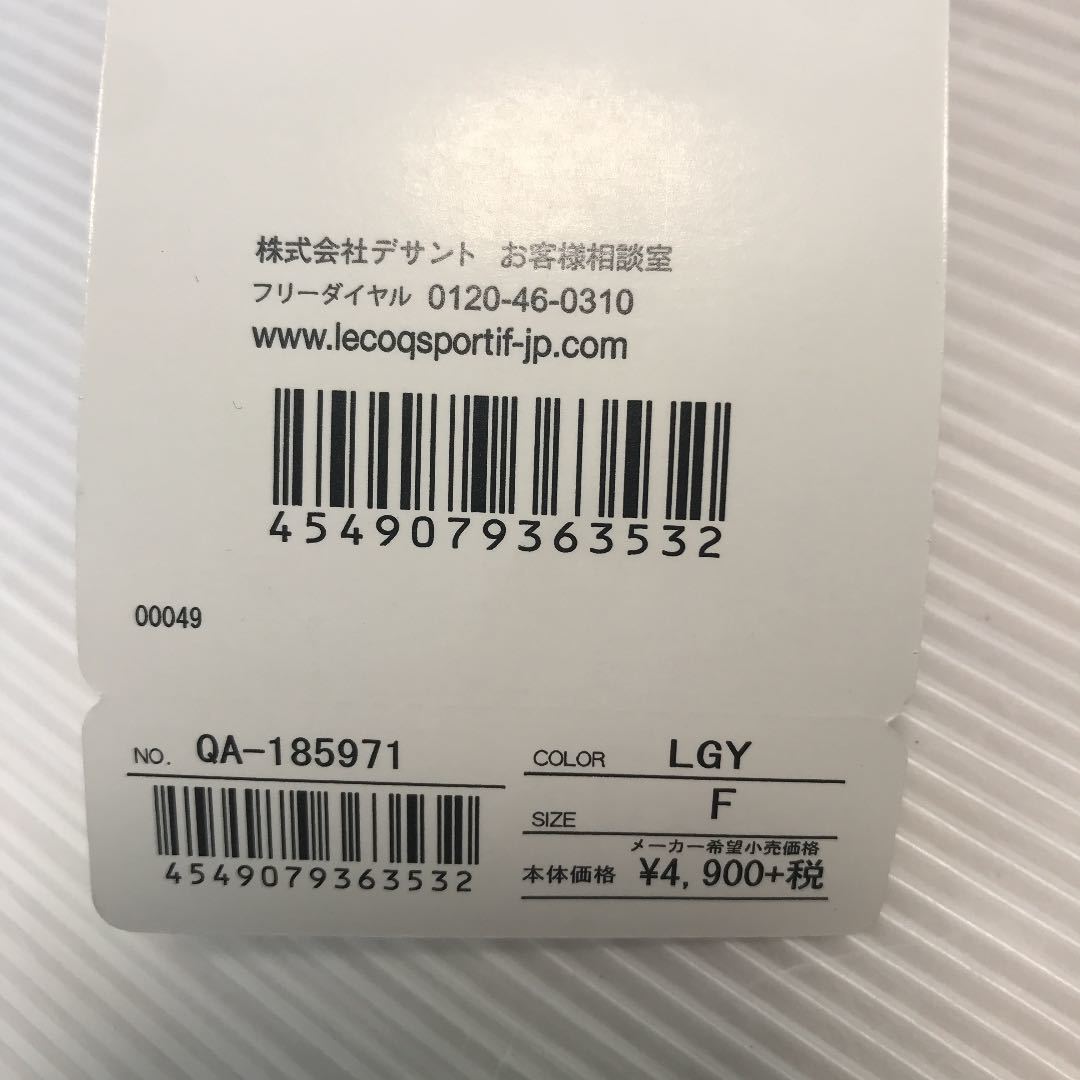 株式会社デサント お客様相談室
フリーダイヤル 0120-46-0310
www.lecoqsportif-jp.com
4549079363532
00049
NO. QA-185971
4549079363532
COLOR LGY
SIZE F
メーカー希望小売価格
本体価格 ¥4,900+税